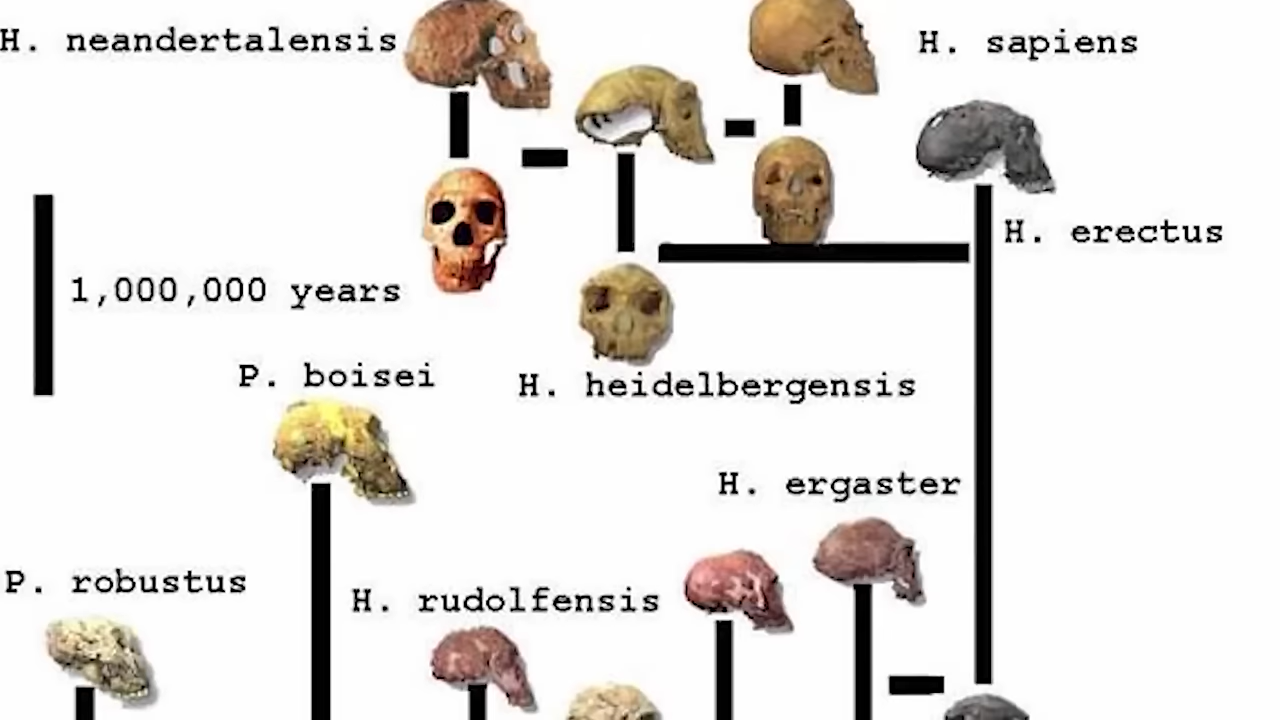 H. neandertalensis
H. sapiens
H. erectus
1,000,000 years
P. boisei
H. heidelbergensis
H. ergaster
P. robustus
H. rudolfensis